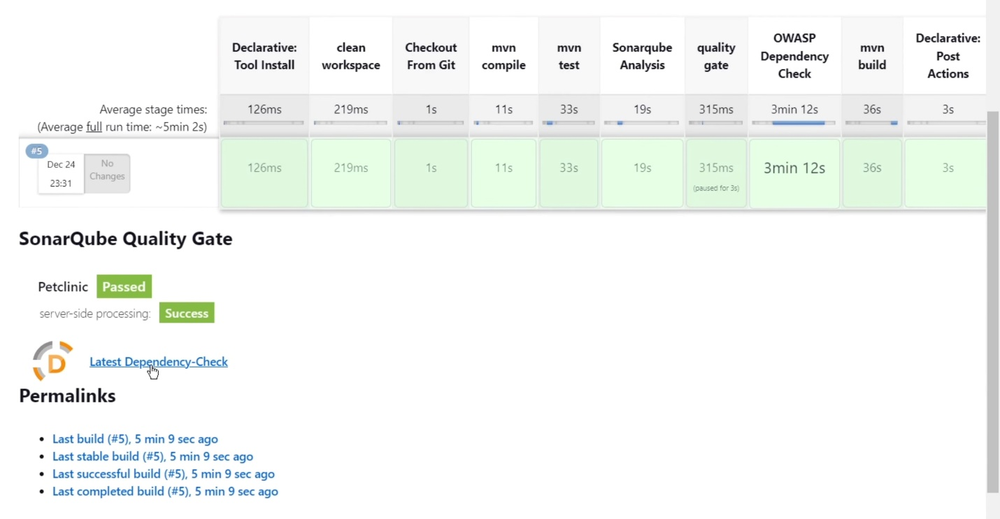 Declarative: Tool Install
clean workspace
Checkout From Git
mvn compile
mvn test
Sonarqube Analysis
quality gate
OWASP Dependency Check
mvn build
Declarative: Post Actions
Average stage times:
(Average full run time: ~5min 2s)
126ms 219ms 1s 11s 33s 19s 315ms 3min 12s 36s 3s
#5
Dec 24
23:31
No Changes
126ms 219ms 1s 11s 33s 19s 315ms 3min 12s 36s 3s
(paused for 3s)
SonarQube Quality Gate
Petclinic Passed
server-side processing: Success
D
Latest Dependency-Check
Permalinks
Last build (#5), 5 min 9 sec ago
Last stable build (#5), 5 min 9 sec ago
Last successful build (#5), 5 min 9 sec ago
Last completed build (#5), 5 min 9 sec ago